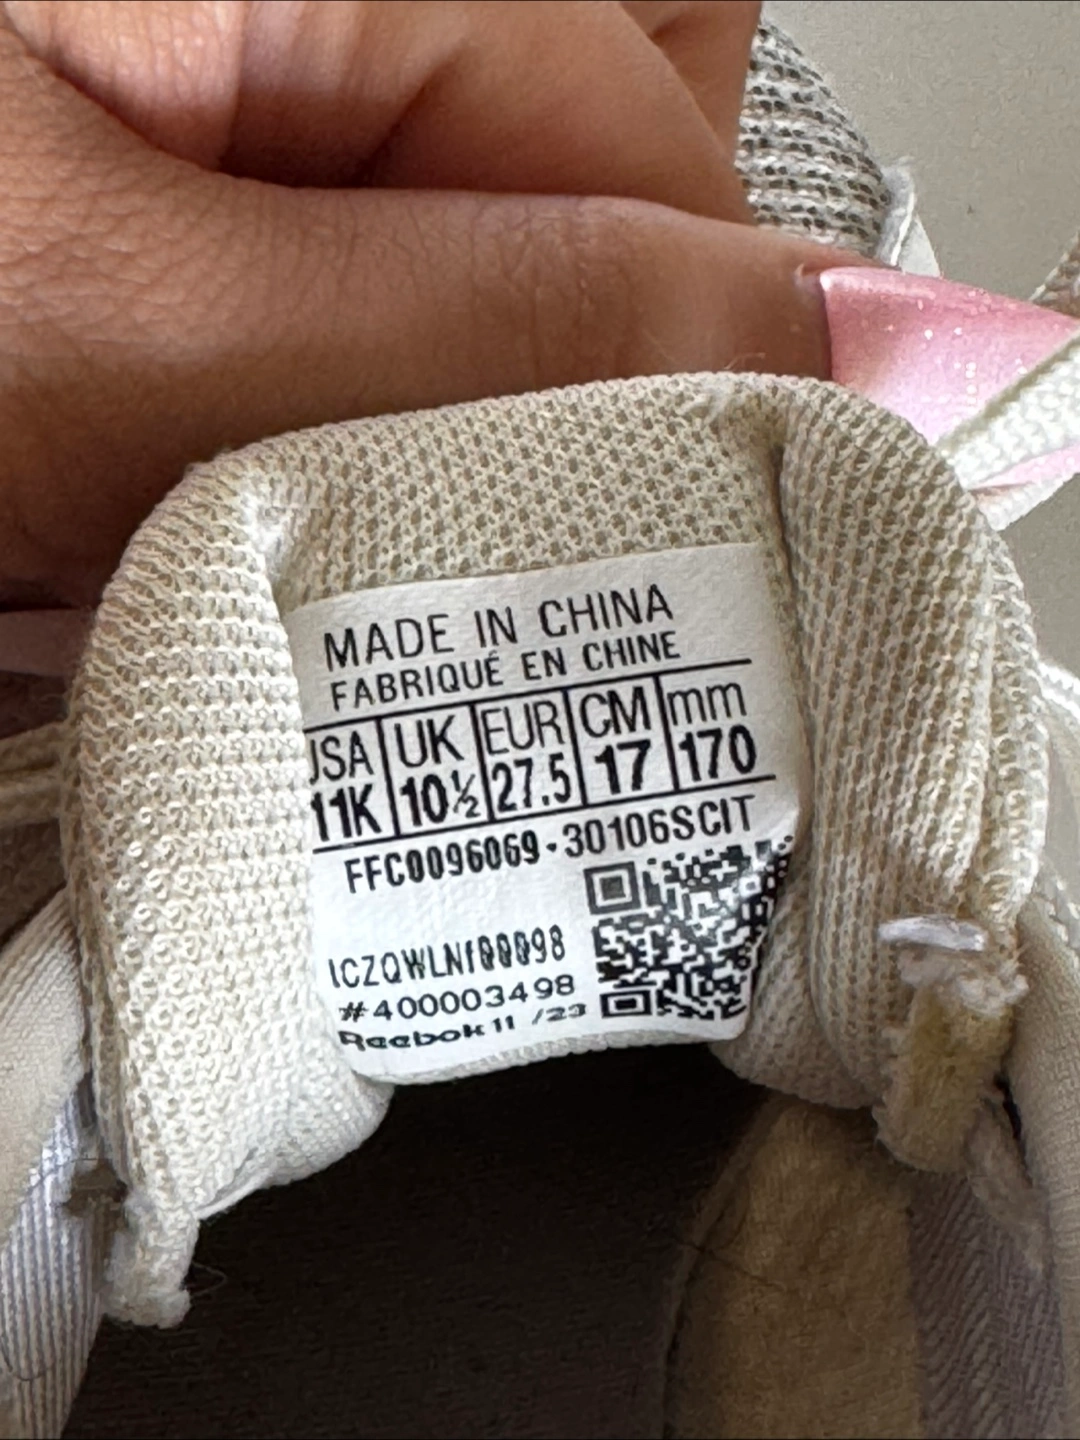 MADE IN CHINA
FABRIQUÉ EN CHINE
USA UK EUR CM mm
11K 10½ 27.5 17 170
FFC0096069-30106SCIT
#400003498
Reebok 11 /23